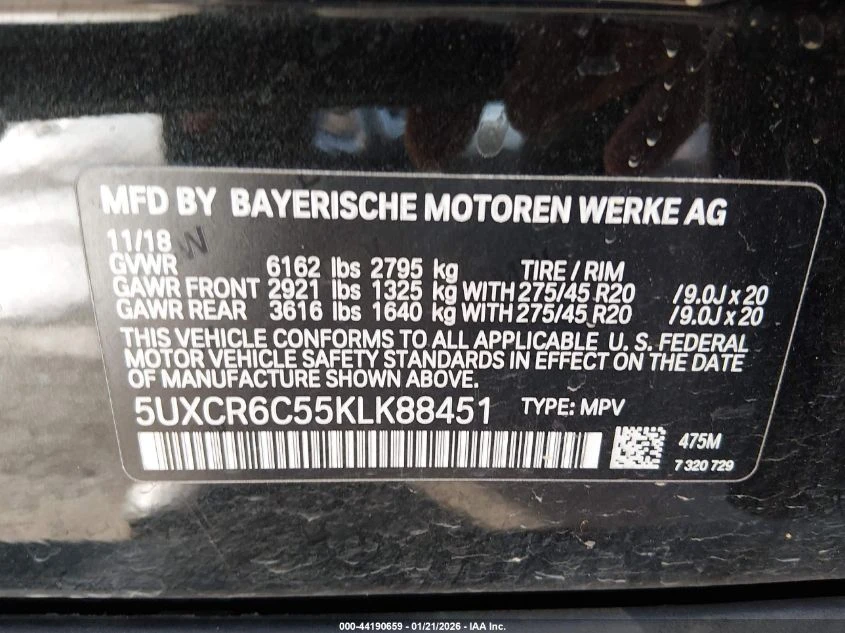 MFD BY BAYERISCHE MOTOREN WERKE AG
11/18
W
GVWR 6162 lbs 2795 kg TIRE / RIM
GAWR FRONT 2921 lbs 1325 kg WITH 275/45 R20 /9.0J x 20
GAWR REAR 3616 lbs 1640 kg WITH 275/45 R20 /9.0J x 20
THIS VEHICLE CONFORMS TO ALL APPLICABLE U. S. FEDERAL
MOTOR VEHICLE SAFETY STANDARDS IN EFFECT ON THE DATE
OF MANUFACTURE SHOWN ABOVE.
5UXCR6C55KLK88451 TYPE: MPV
475M
7 320 729
000-44190659 - 01/21/2026 - IAA Inc.